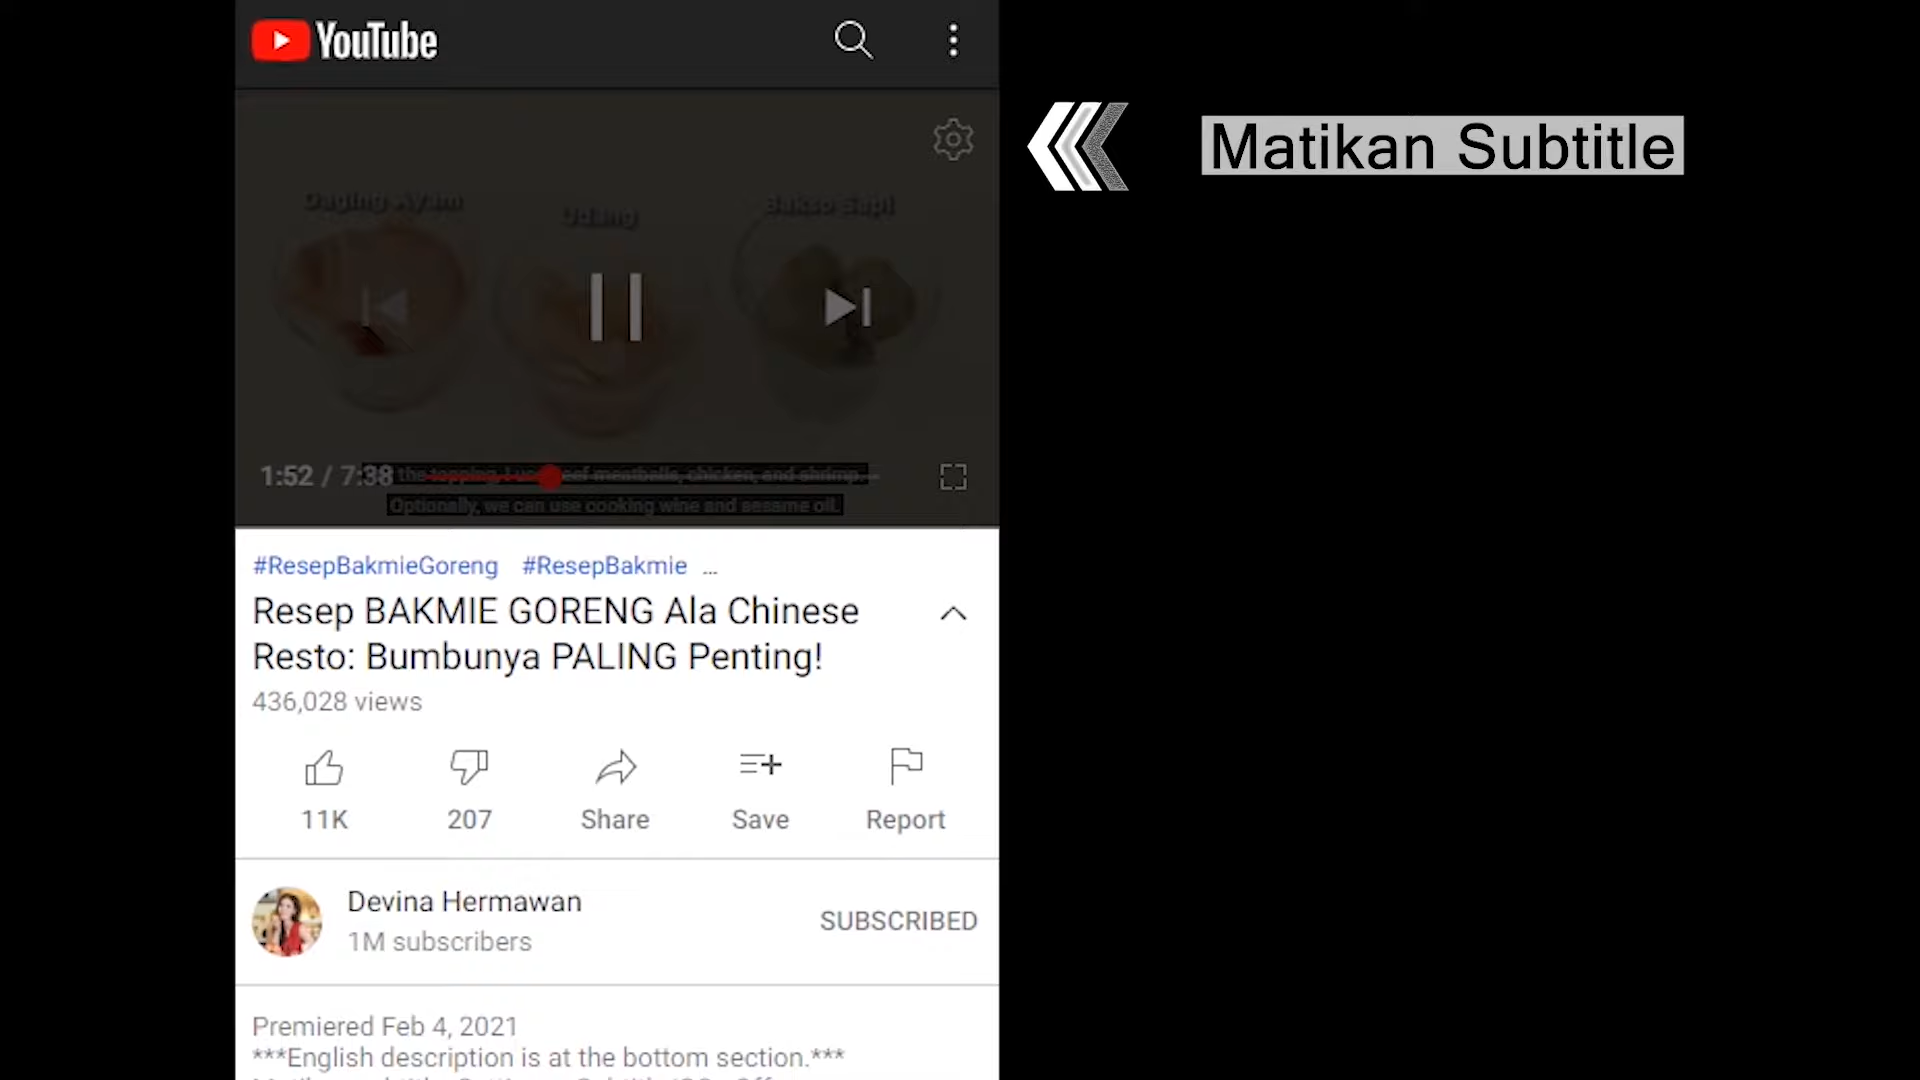 YouTube
Matikan Subtitle
Daging Ayam
Udang
Bakso Sapi
1:52 / 7:38
the topping, I use beef meatballs, chicken, and shrimp.
Optionally, we can use cooking wine and sesame oil.
#ResepBakmieGoreng #ResepBakmie ...
Resep BAKMIE GORENG Ala Chinese
Resto: Bumbunya PALING Penting!
436,028 views
11K 207 Share Save Report
Devina Hermawan
1M subscribers
SUBSCRIBED
Premiered Feb 4, 2021
***English description is at the bottom section.***